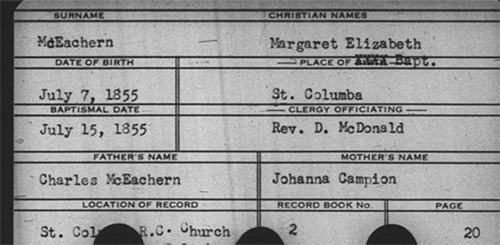 SURNAME CHRISTIAN NAMES
McEachern Margaret Elizabeth
DATE OF BIRTH PLACE OF Bapt.
July 7, 1855 St. Columba
BAPTISMAL DATE CLERGY OFFICIATING
July 15, 1855 Rev. D. McDonald
FATHER'S NAME MOTHER'S NAME
Charles McEachern Johanna Campion
LOCATION OF RECORD RECORD BOOK No. PAGE
St. R.C. Church 2 20